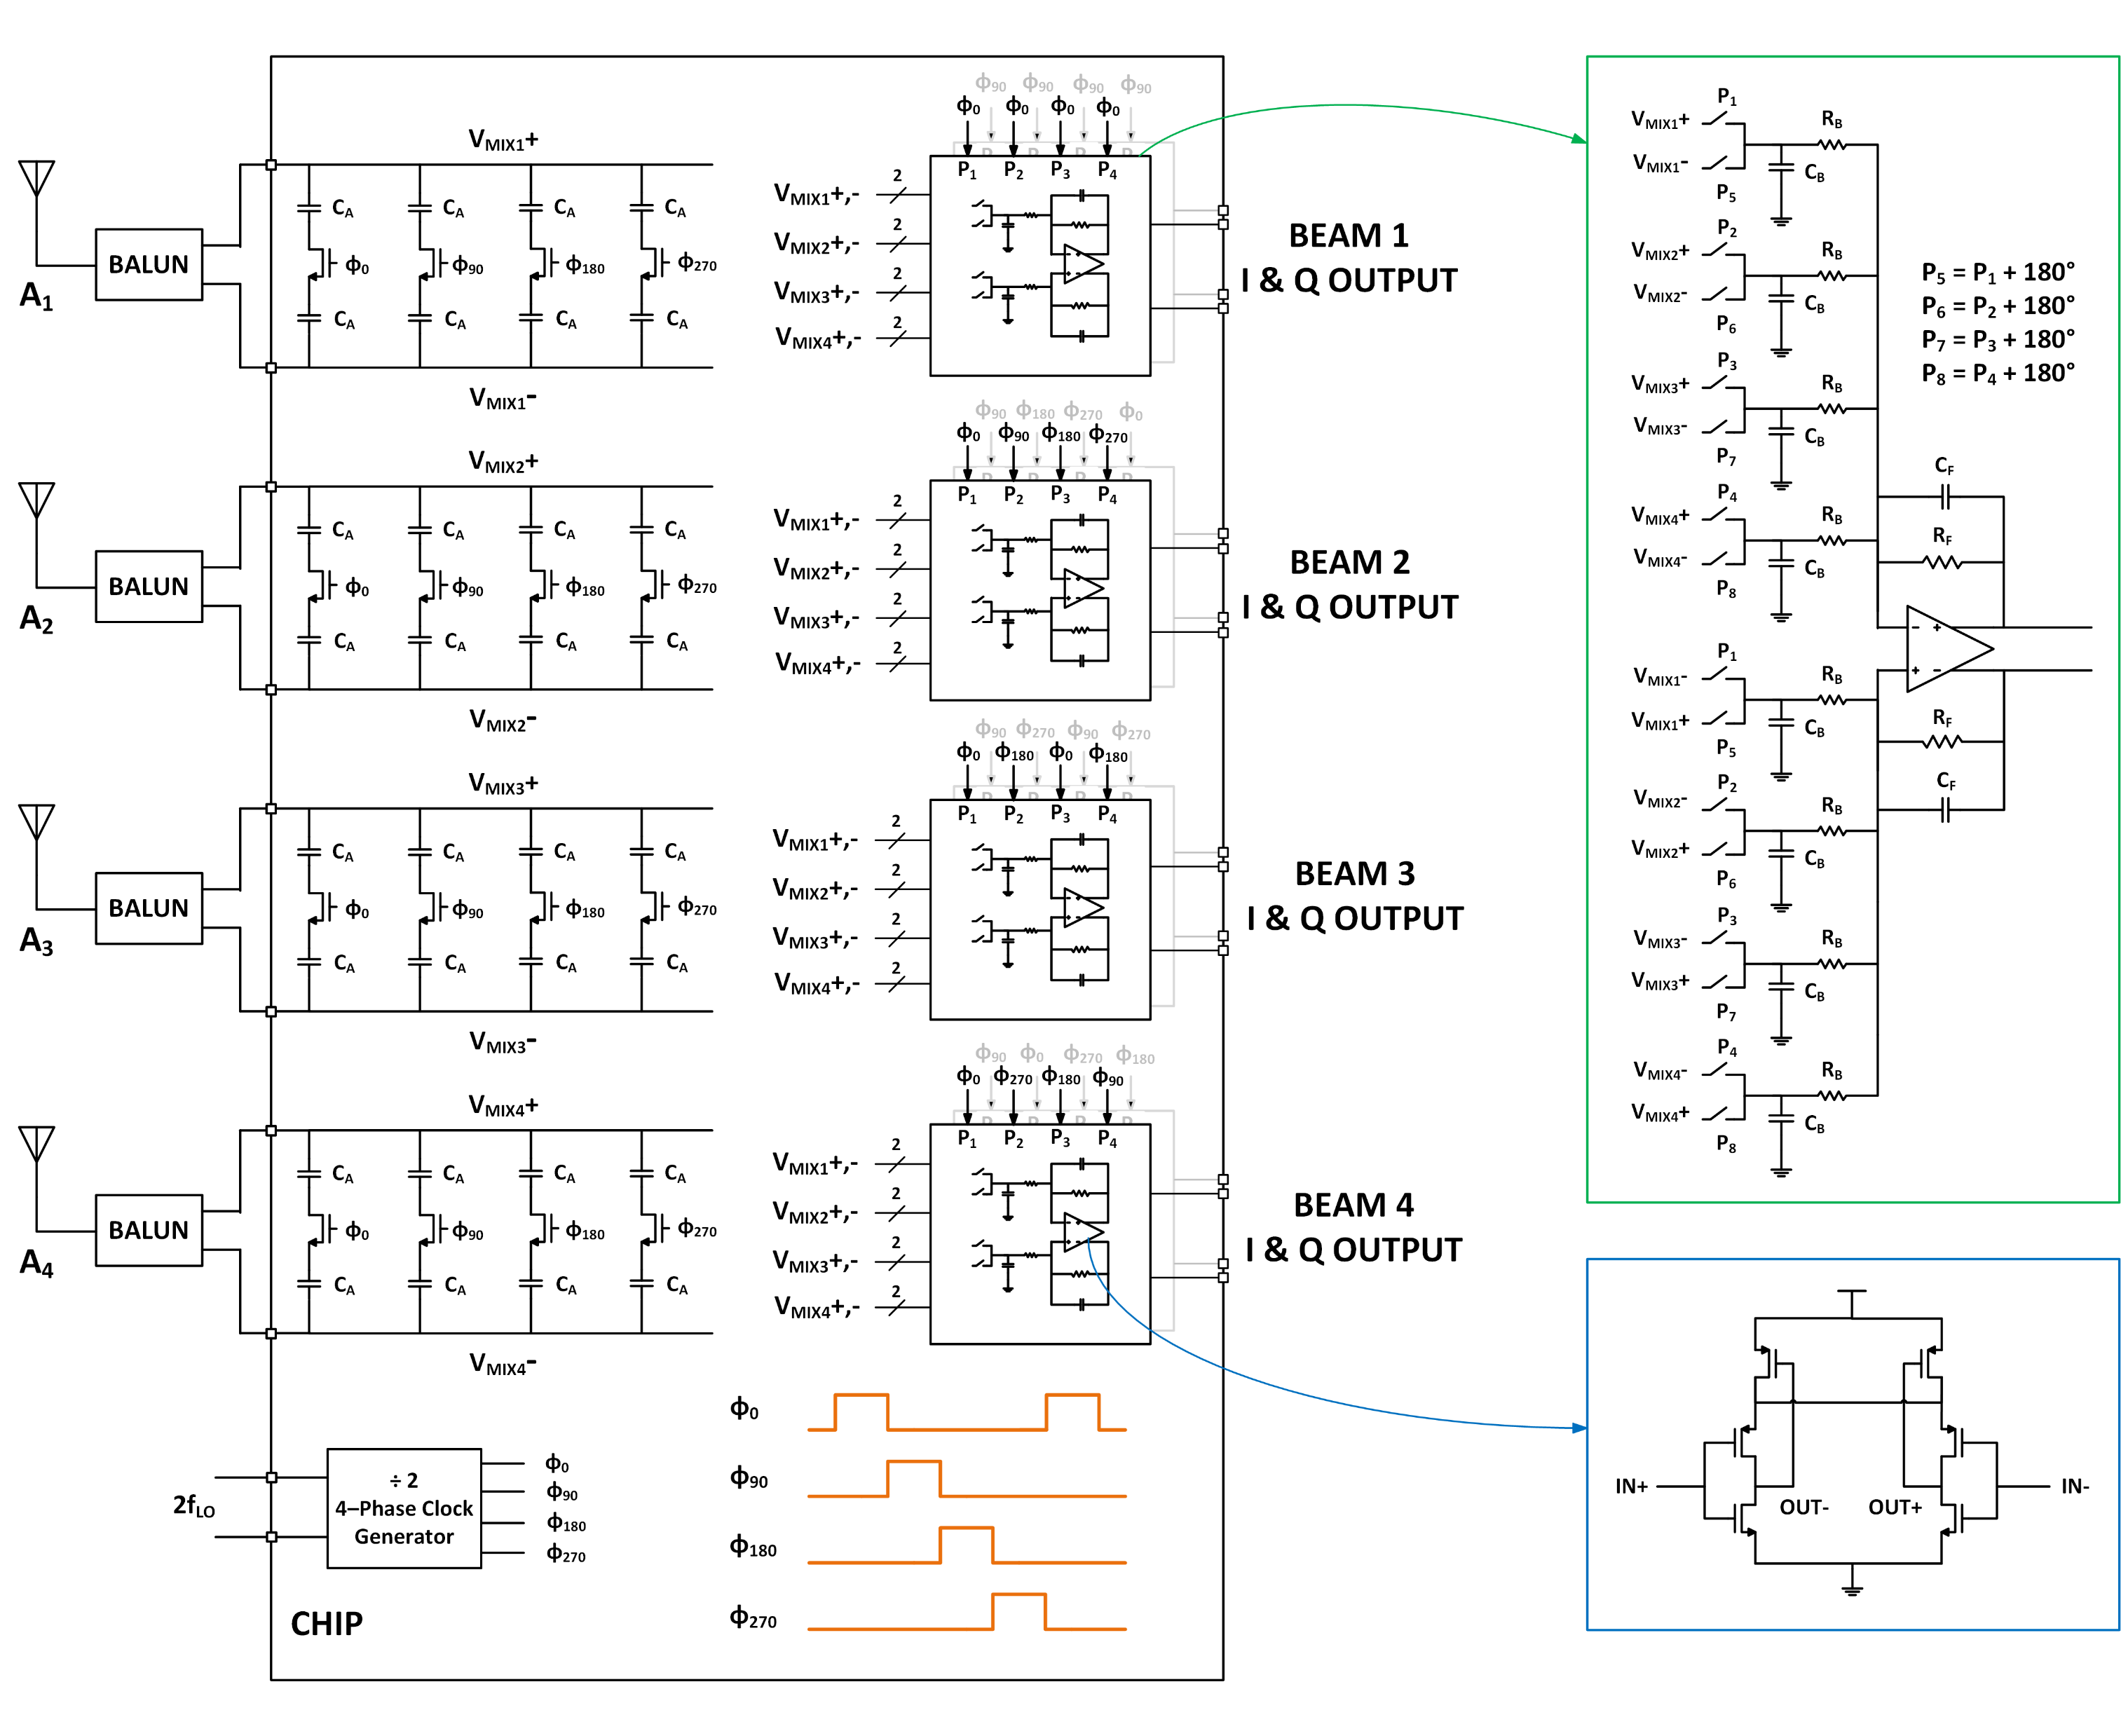 A1
BALUN
VMIX1+
CA CA CA CA
ϕ0 ϕ90 ϕ180 ϕ270
CA CA CA CA
VMIX1-
A2
BALUN
VMIX2+
CA CA CA CA
ϕ0 ϕ90 ϕ180 ϕ270
CA CA CA CA
VMIX2-
A3
BALUN
VMIX3+
CA CA CA CA
ϕ0 ϕ90 ϕ180 ϕ270
CA CA CA CA
VMIX3-
A4
BALUN
VMIX4+
CA CA CA CA
ϕ0 ϕ90 ϕ180 ϕ270
CA CA CA CA
VMIX4-
2fLO
÷ 2
4–Phase Clock
Generator
ϕ0
ϕ90
ϕ180
ϕ270
CHIP
ϕ90 ϕ90 ϕ90 ϕ90
ϕ0 ϕ0 ϕ0 ϕ0
P1 P2 P3 P4
VMIX1+,- 2
VMIX2+,- 2
VMIX3+,- 2
VMIX4+,- 2
BEAM 1
I & Q OUTPUT
ϕ90 ϕ180 ϕ270 ϕ0
ϕ0 ϕ90 ϕ180 ϕ270
P1 P2 P3 P4
VMIX1+,- 2
VMIX2+,- 2
VMIX3+,- 2
VMIX4+,- 2
BEAM 2
I & Q OUTPUT
ϕ90 ϕ270 ϕ90 ϕ270
ϕ0 ϕ180 ϕ0 ϕ180
P1 P2 P3 P4
VMIX1+,- 2
VMIX2+,- 2
VMIX3+,- 2
VMIX4+,- 2
BEAM 3
I & Q OUTPUT
ϕ90 ϕ0 ϕ270 ϕ180
ϕ0 ϕ270 ϕ180 ϕ90
P1 P2 P3 P4
VMIX1+,- 2
VMIX2+,- 2
VMIX3+,- 2
VMIX4+,- 2
BEAM 4
I & Q OUTPUT
ϕ0
ϕ90
ϕ180
ϕ270
P1
VMIX1+ RB
VMIX1- CB
P5
P2
VMIX2+ RB
VMIX2- CB
P6
P3
VMIX3+ RB
VMIX3- CB
P7
P4
VMIX4+ RB
VMIX4- CB
P8
P5 = P1 + 180°
P6 = P2 + 180°
P7 = P3 + 180°
P8 = P4 + 180°
CF
RF
- +
+ -
RF
CF
P1
VMIX1- RB
VMIX1+ CB
P5
P2
VMIX2- RB
VMIX2+ CB
P6
P3
VMIX3- RB
VMIX3+ CB
P7
P4
VMIX4- RB
VMIX4+ CB
P8
IN+ OUT- OUT+ IN-